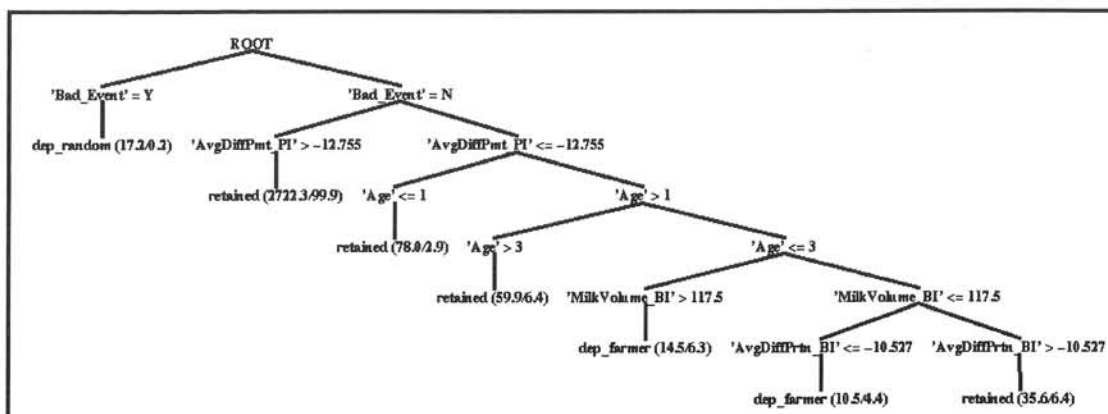 ROOT
'Bad_Event' = Y 'Bad_Event' = N
dep_random (17.2/0.2) 'AvgDiffPmt_PI' > −12.755 'AvgDiffPmt_PI' <= −12.755
retained (2722.3/99.9) 'Age' <= 1 'Age' > 1
retained (78.0/2.9) 'Age' > 3 'Age' <= 3
retained (59.9/6.4) 'MilkVolume_BI' > 117.5 'MilkVolume_BI' <= 117.5
dep_farmer (14.5/6.3) 'AvgDiffPrtn_BI' <= −10.527 'AvgDiffPrtn_BI' > −10.527
dep_farmer (10.5/4.4) retained (35.6/6.4)